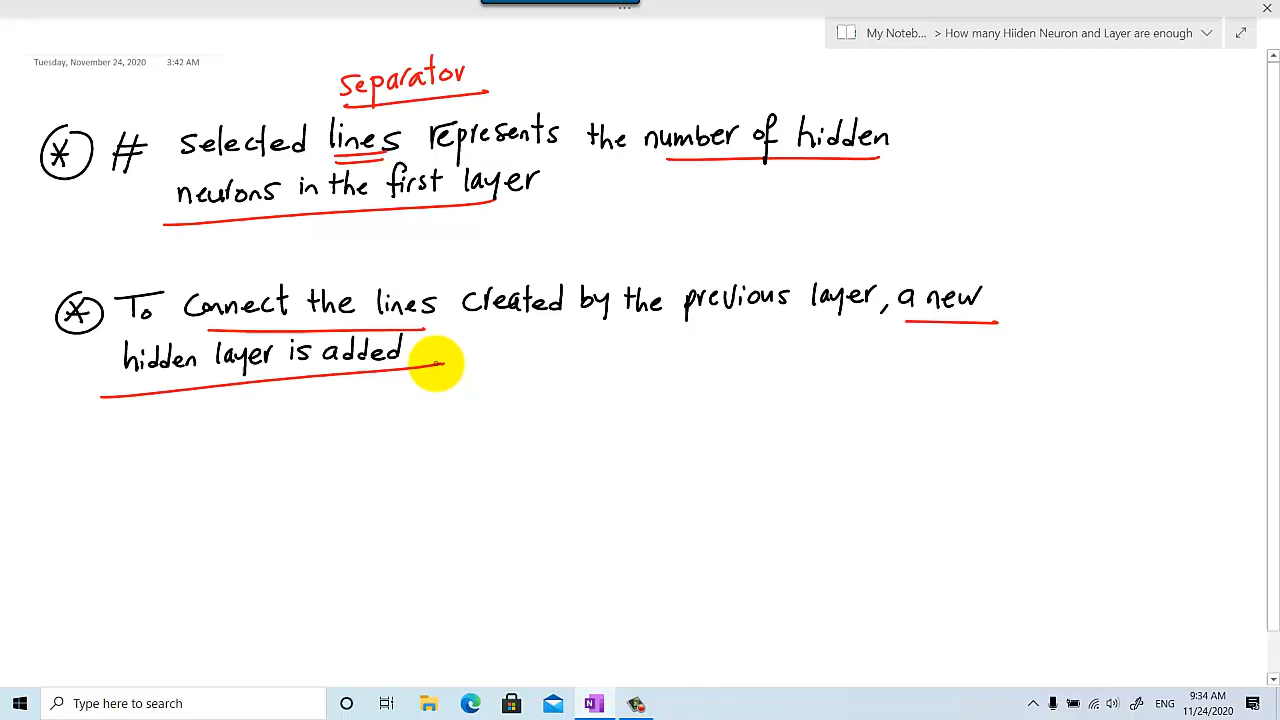 My Noteb... > How many Hiiden Neuron and Layer are enough
Tuesday, November 24, 2020 3:42 AM
separator
* # selected lines represents the number of hidden
neurons in the first layer
* To connect the lines created by the previous layer, a new
hidden layer is added
Type here to search
ENG
9:34 AM
11/24/2020